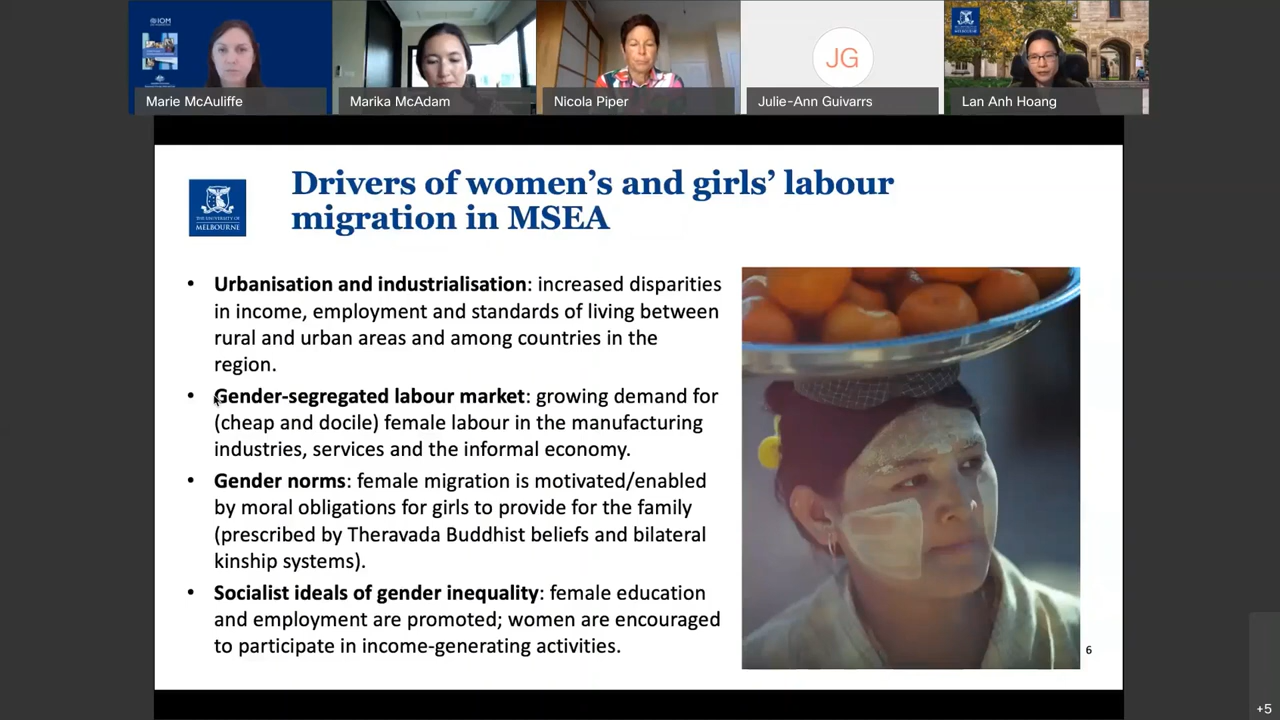 IOM
Marie McAuliffe
Marika McAdam
Nicola Piper
JG
Julie-Ann Guivarrs
Lan Anh Hoang
THE UNIVERSITY OF
MELBOURNE
Drivers of women's and girls' labour
migration in MSEA
• Urbanisation and industrialisation: increased disparities
in income, employment and standards of living between
rural and urban areas and among countries in the
region.
• Gender-segregated labour market: growing demand for
(cheap and docile) female labour in the manufacturing
industries, services and the informal economy.
• Gender norms: female migration is motivated/enabled
by moral obligations for girls to provide for the family
(prescribed by Theravada Buddhist beliefs and bilateral
kinship systems).
• Socialist ideals of gender inequality: female education
and employment are promoted; women are encouraged
to participate in income-generating activities.
6
+5